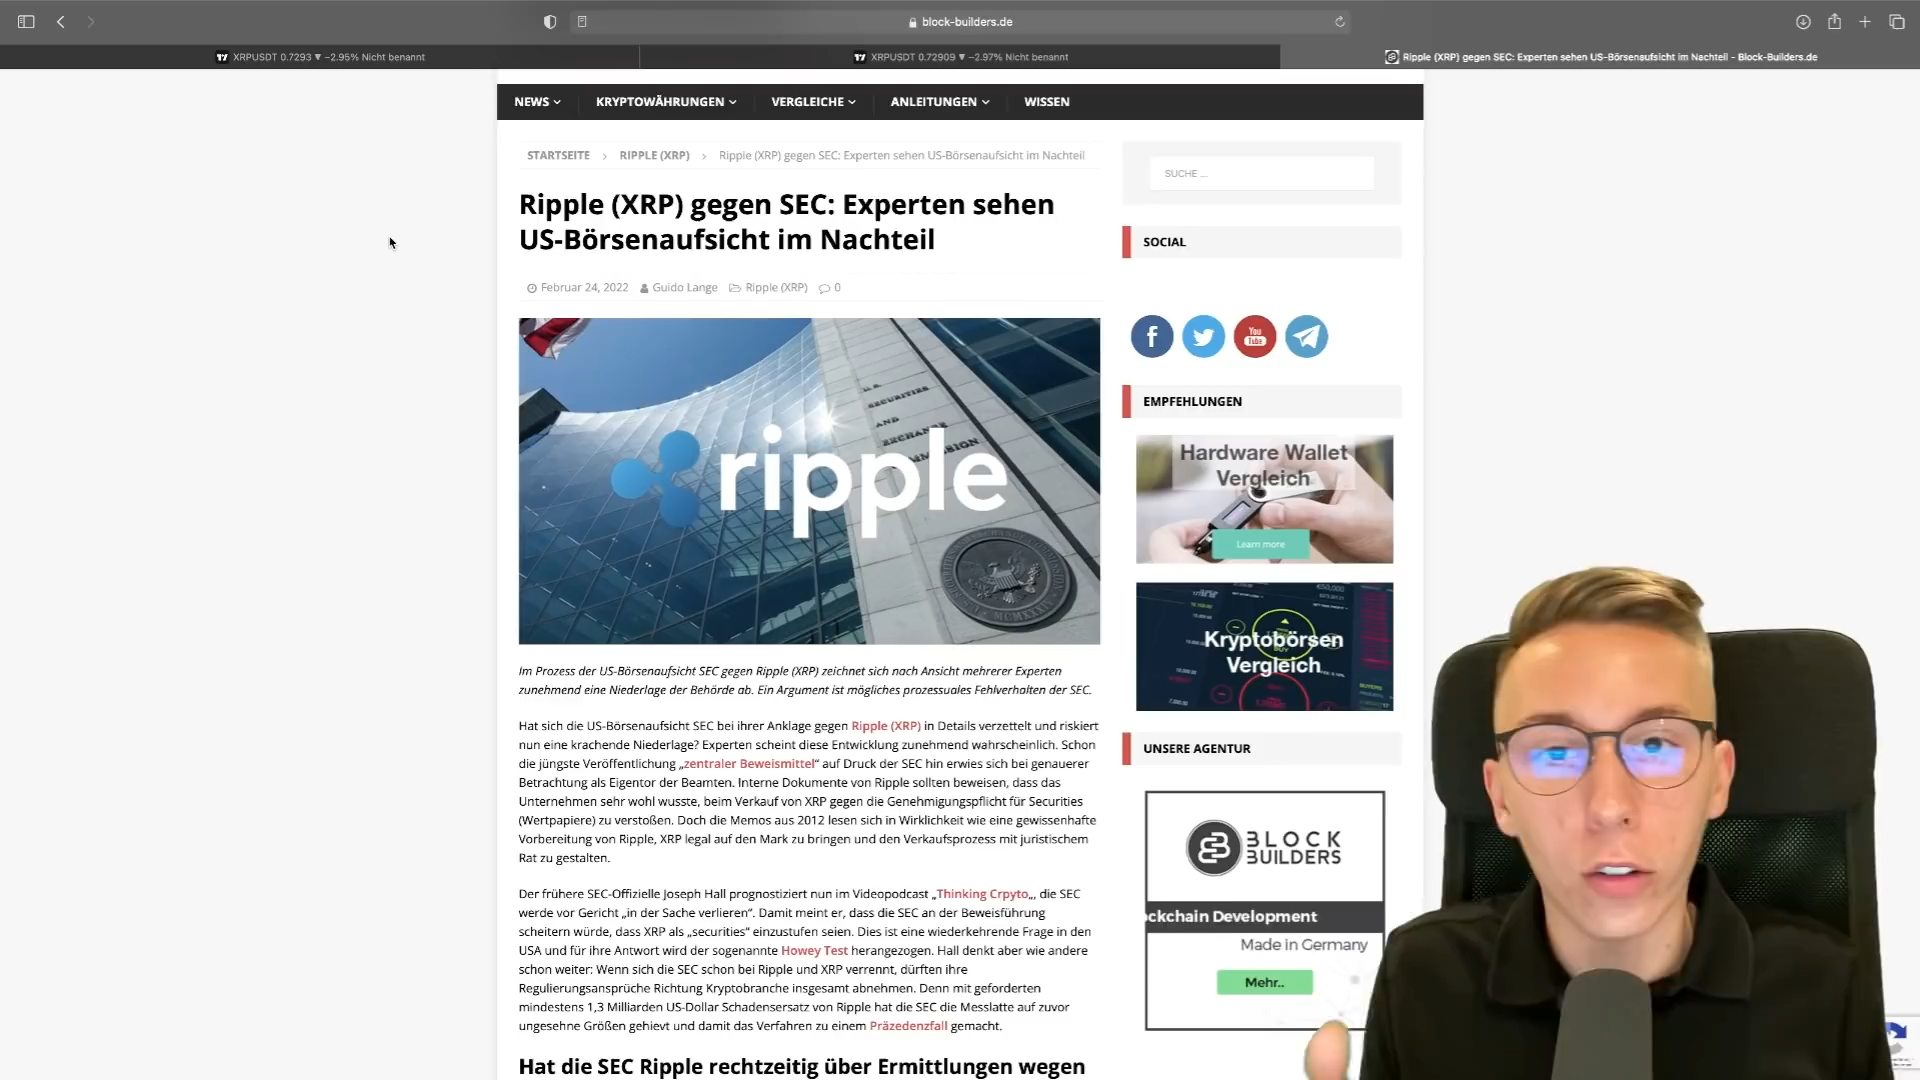 block-builders.de
XRPUSDT 0.7293 ▼ −2.95% Nicht benannt
XRPUSDT 0.72909 ▼ −2.97% Nicht benannt
Ripple (XRP) gegen SEC: Experten sehen US-Börsenaufsicht im Nachteil - Block-Builders.de
NEWS
KRYPTOWÄHRUNGEN
VERGLEICHE
ANLEITUNGEN
WISSEN
STARTSEITE > RIPPLE (XRP) > Ripple (XRP) gegen SEC: Experten sehen US-Börsenaufsicht im Nachteil
Ripple (XRP) gegen SEC: Experten sehen
US-Börsenaufsicht im Nachteil
Februar 24, 2022 Guido Lange Ripple (XRP) 0
U.S.
SECURITIES
AND
EXCHANGE
COMMISSION
ripple
MCMXXXIV
Im Prozess der US-Börsenaufsicht SEC gegen Ripple (XRP) zeichnet sich nach Ansicht mehrerer Experten
zunehmend eine Niederlage der Behörde ab. Ein Argument ist mögliches prozessuales Fehlverhalten der SEC.
Hat sich die US-Börsenaufsicht SEC bei ihrer Anklage gegen Ripple (XRP) in Details verzettelt und riskiert
nun eine krachende Niederlage? Experten scheint diese Entwicklung zunehmend wahrscheinlich. Schon
die jüngste Veröffentlichung „zentraler Beweismittel“ auf Druck der SEC hin erwies sich bei genauerer
Betrachtung als Eigentor der Beamten. Interne Dokumente von Ripple sollten beweisen, dass das
Unternehmen sehr wohl wusste, beim Verkauf von XRP gegen die Genehmigungspflicht für Securities
(Wertpapiere) zu verstoßen. Doch die Memos aus 2012 lesen sich in Wirklichkeit wie eine gewissenhafte
Vorbereitung von Ripple, XRP legal auf den Mark zu bringen und den Verkaufsprozess mit juristischem
Rat zu gestalten.
Der frühere SEC-Offizielle Joseph Hall prognostiziert nun im Videopodcast „Thinking Crpyto„, die SEC
werde vor Gericht „in der Sache verlieren“. Damit meint er, dass die SEC an der Beweisführung
scheitern würde, dass XRP als „securities“ einzustufen seien. Dies ist eine wiederkehrende Frage in den
USA und für ihre Antwort wird der sogenannte Howey Test herangezogen. Hall denkt aber wie andere
schon weiter: Wenn sich die SEC schon bei Ripple und XRP verrennt, dürften ihre
Regulierungsansprüche Richtung Kryptobranche insgesamt abnehmen. Denn mit geforderten
mindestens 1,3 Milliarden US-Dollar Schadensersatz von Ripple hat die SEC die Messlatte auf zuvor
ungesehne Größen gehievt und damit das Verfahren zu einem Präzedenzfall gemacht.
Hat die SEC Ripple rechtzeitig über Ermittlungen wegen
SUCHE ...
SOCIAL
You
Tube
EMPFEHLUNGEN
Hardware Wallet
Vergleich
Learn more
Kryptobörsen
Vergleich
UNSERE AGENTUR
BLOCK
BUILDERS
ockchain Development
Made in Germany
Mehr..